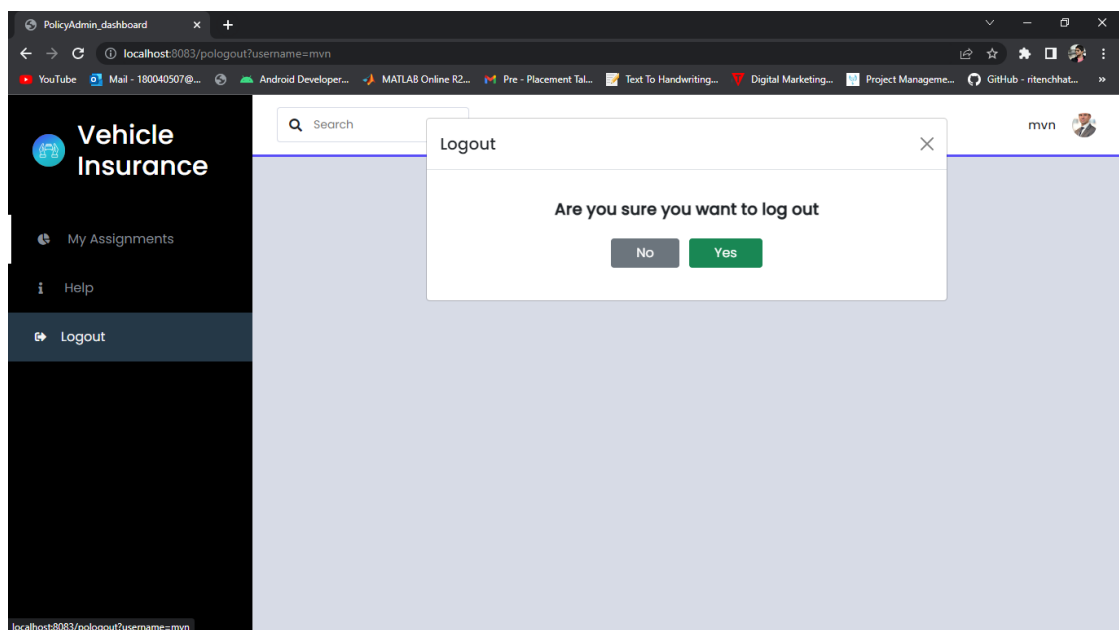 PolicyAdmin_dashboard
localhost:8083/pologout?username=mvn
YouTube Mail - 180040507@... Android Developer... MATLAB Online R2... Pre - Placement Tal... Text To Handwriting... Digital Marketing... Project Manageme... GitHub - ritenchhat... »
Vehicle
Insurance
My Assignments
Help
Logout
Search
mvn
Logout
Are you sure you want to log out
No Yes
localhost:8083/pologout?username=mvn